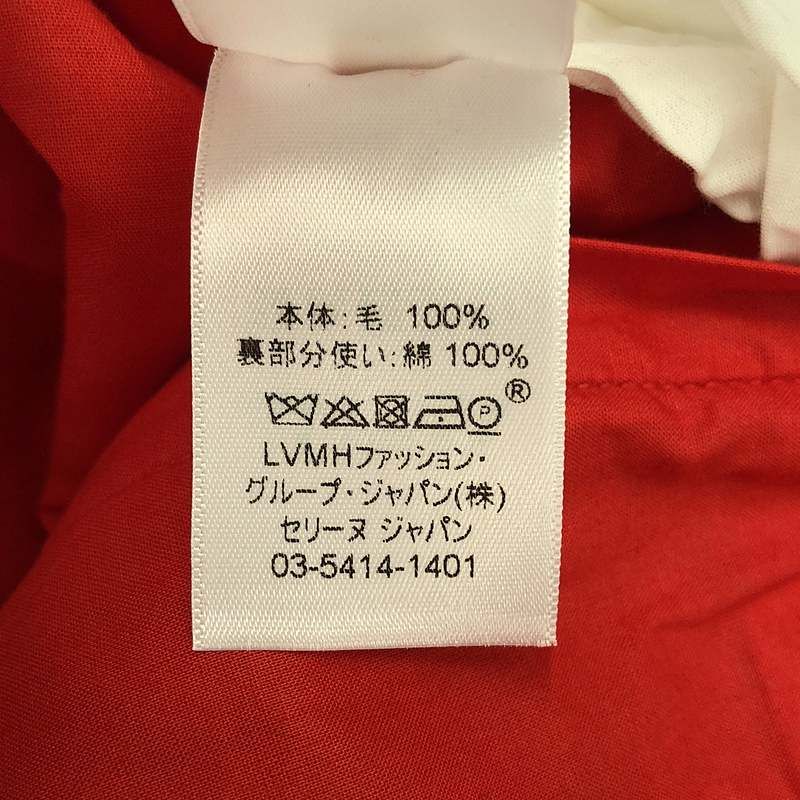 本体:毛 100%
裏部分使い:綿 100%
P ®
LVMHファッション・
グループ・ジャパン(株)
セリーヌ ジャパン
03-5414-1401